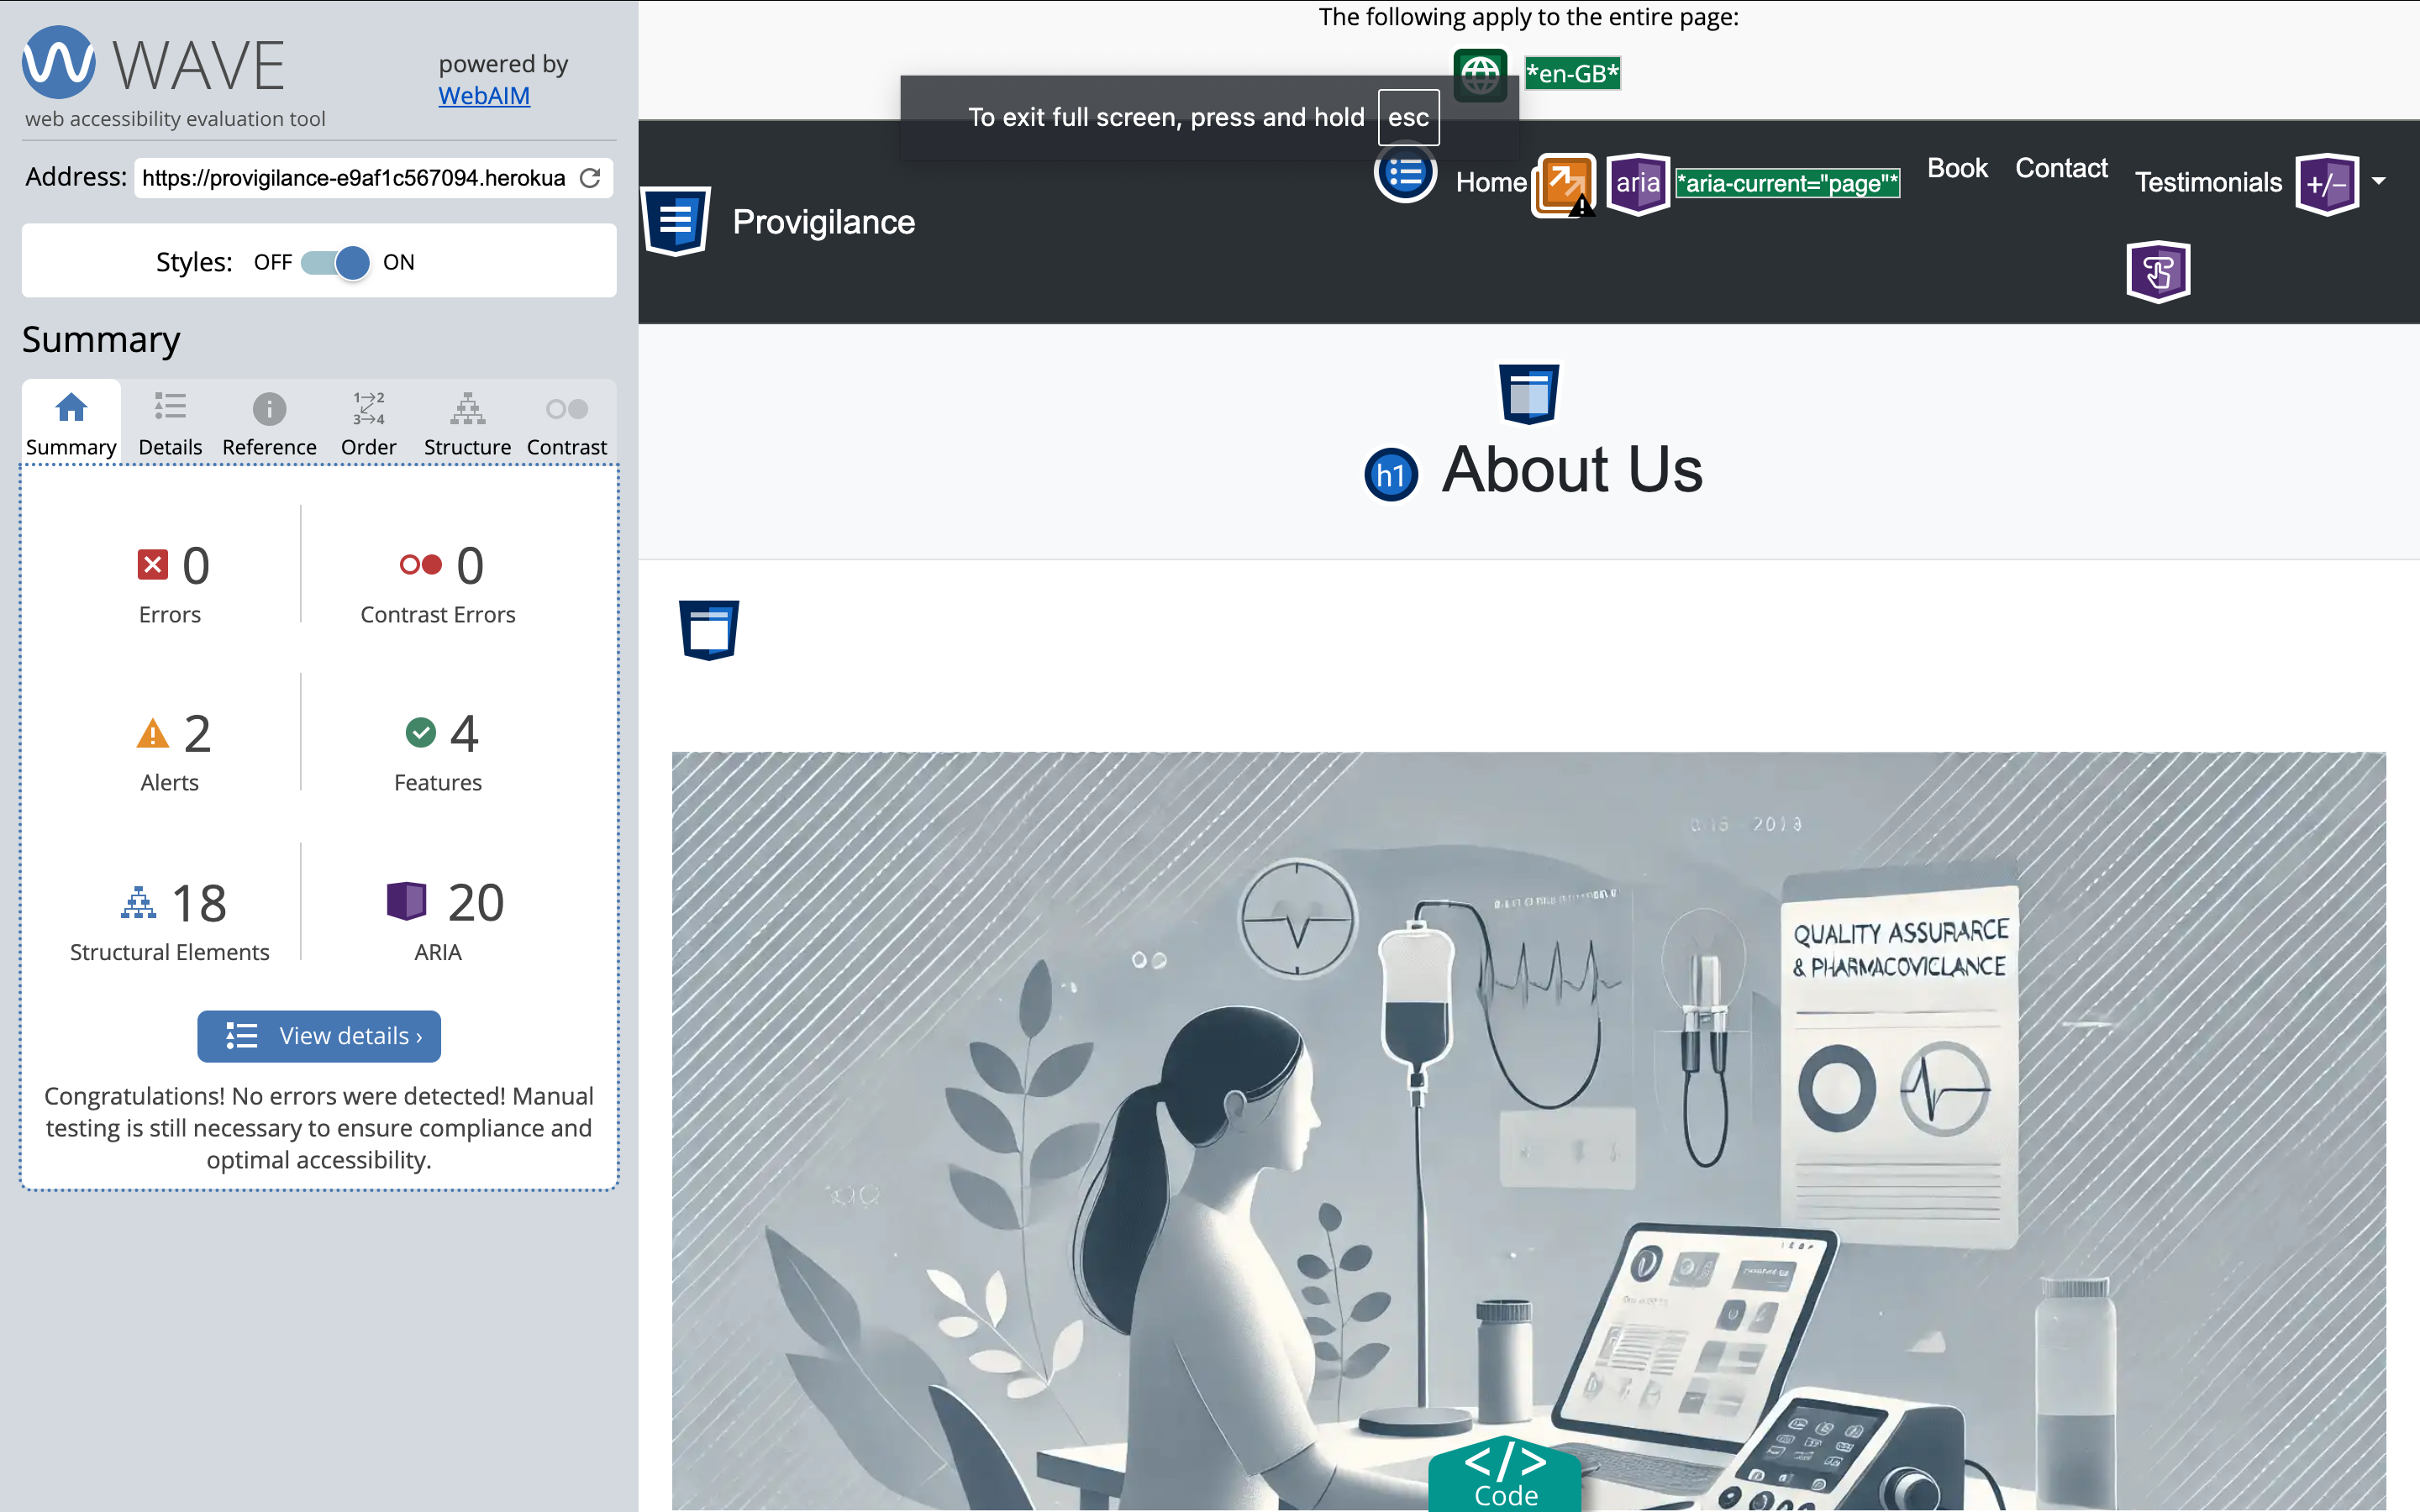 WAVE
powered by
WebAIM
web accessibility evaluation tool
Address: https://provigilance-e9af1c567094.herokua
Styles: OFF ON
Summary
1→2
3→4
Summary Details Reference Order Structure Contrast
0
Errors
0
Contrast Errors
2
Alerts
4
Features
18
Structural Elements
20
ARIA
View details ›
Congratulations! No errors were detected! Manual
testing is still necessary to ensure compliance and
optimal accessibility.
The following apply to the entire page:
*en-GB*
To exit full screen, press and hold esc
Provigilance
Home aria *aria-current="page"* Book Contact Testimonials +/−
h1 About Us
QUALITY ASSURARCE
& PHARMACOVICLANCE
</>
Code